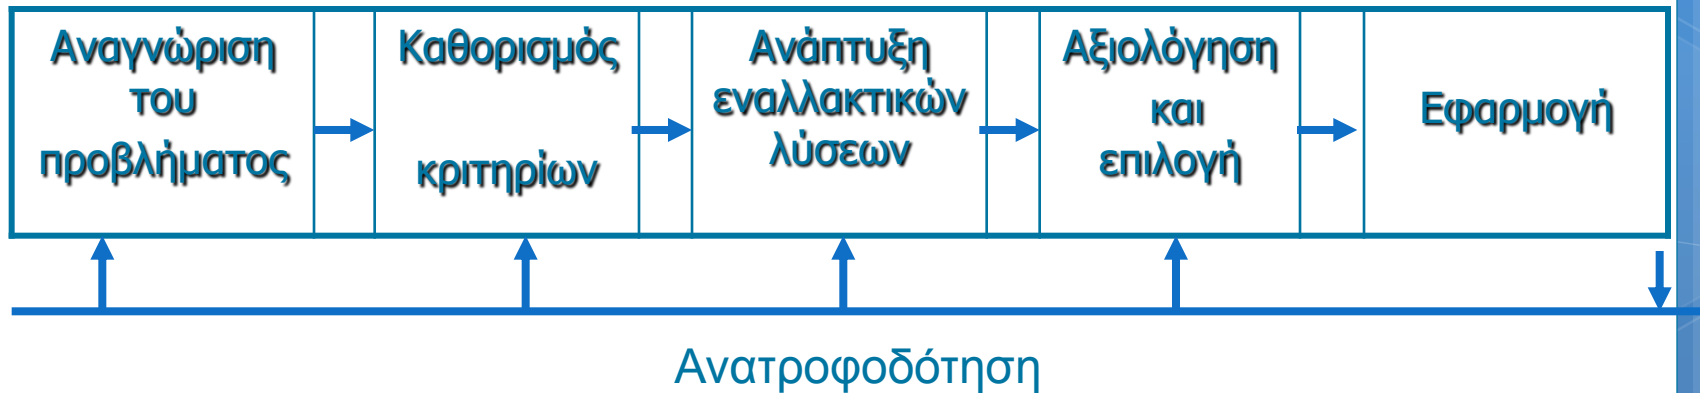 Αναγνώριση
του
προβλήματος
Καθορισμός
κριτηρίων
Ανάπτυξη
εναλλακτικών
λύσεων
Αξιολόγηση
και
επιλογή
Εφαρμογή
Ανατροφοδότηση